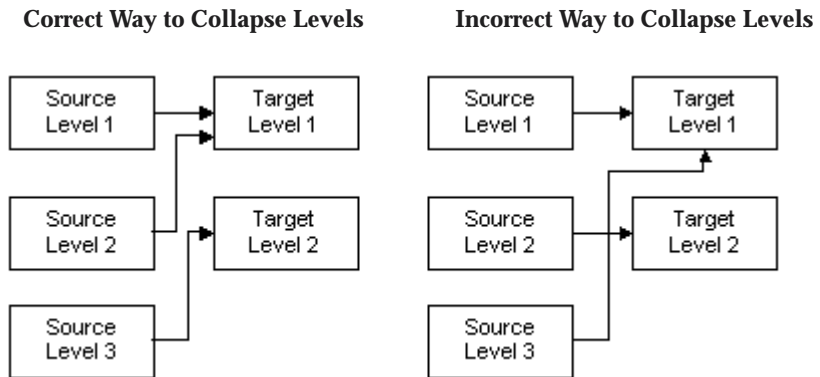 Correct Way to Collapse Levels
Incorrect Way to Collapse Levels
Source
Level 1
Target
Level 1
Source
Level 1
Target
Level 1
Source
Level 2
Target
Level 2
Source
Level 2
Target
Level 2
Source
Level 3
Source
Level 3